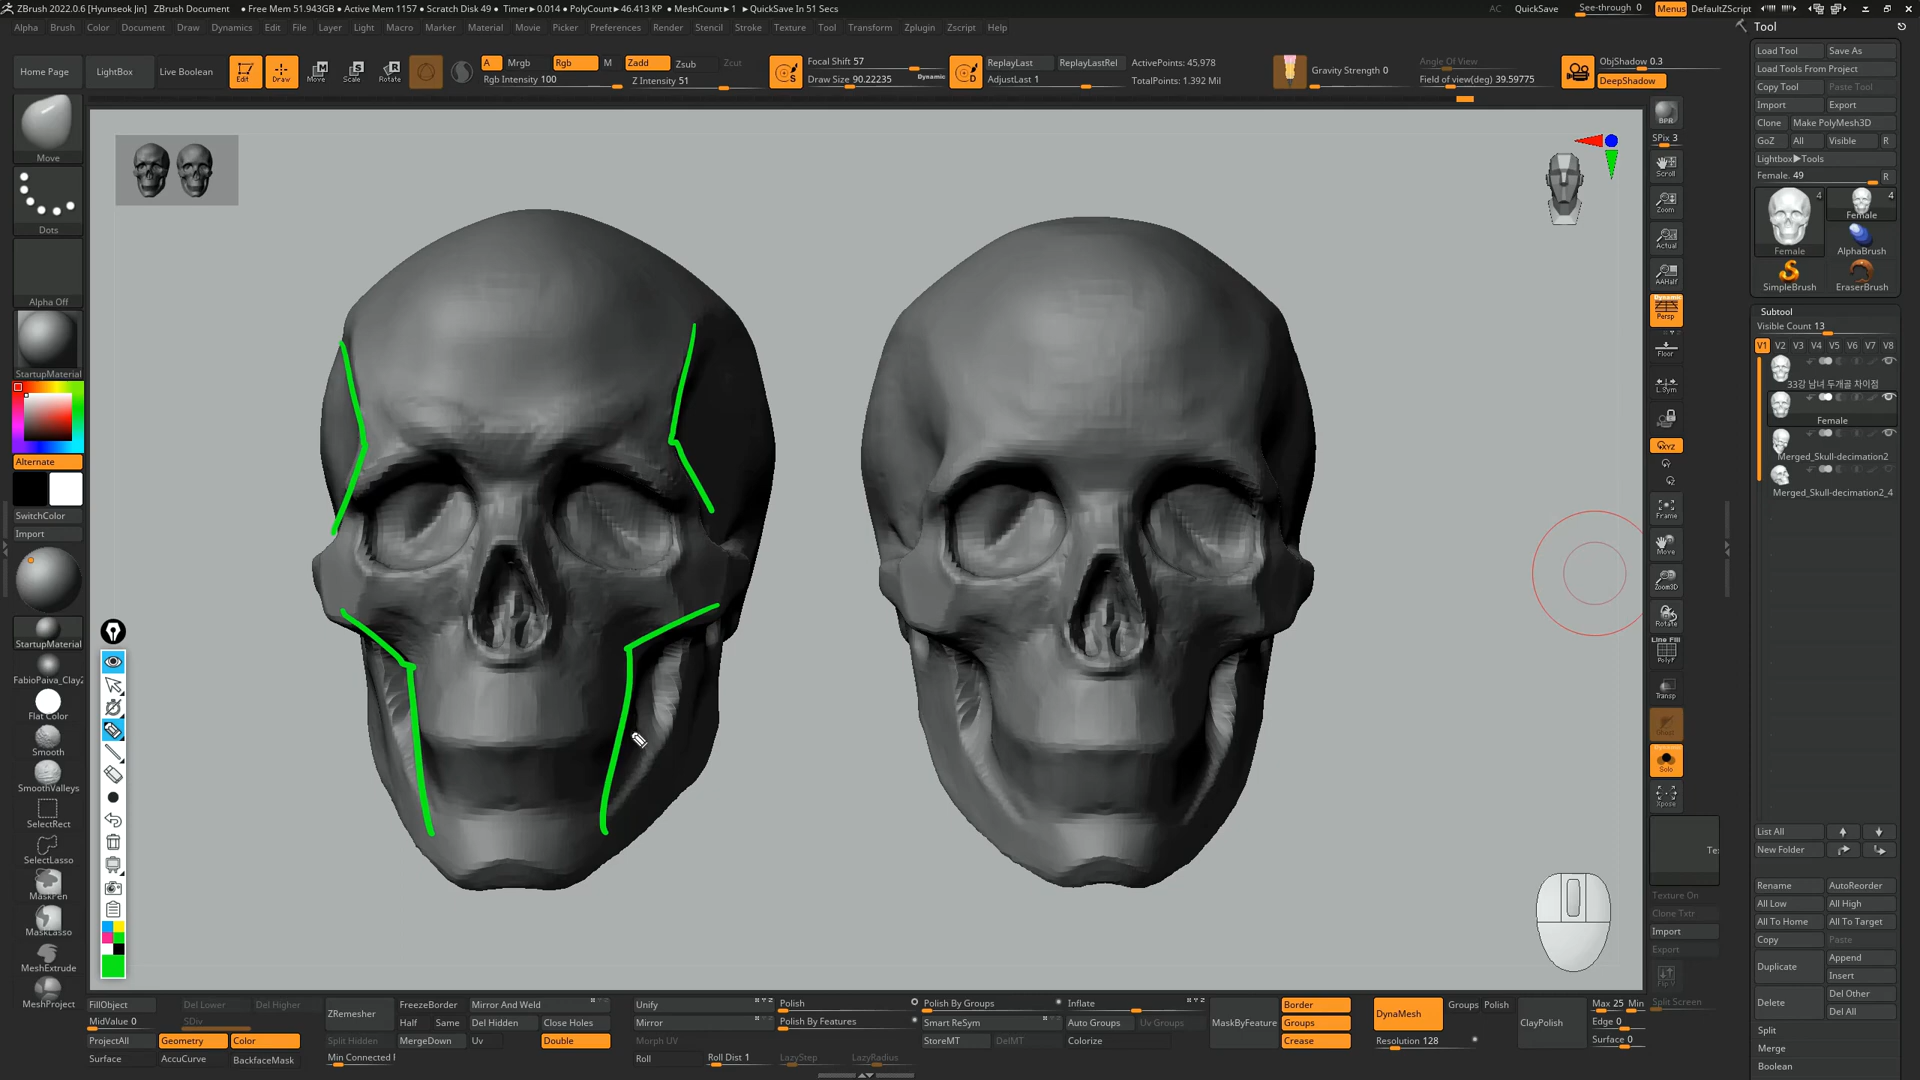 ZBrush 2022.0.6 [Hyunseok Jin] ZBrush Document • Free Mem 51.943GB • Active Mem 1157 • Scratch Disk 49 • Timer▶0.014 • PolyCount▶46.413 KP • MeshCount▶1 • QuickSave In 51 Secs AC QuickSave See-through 0 Menus DefaultZScript
Alpha Brush Color Document Draw Dynamics Edit File Layer Light Macro Marker Material Movie Picker Preferences Render Stencil Stroke Texture Tool Transform Zplugin Zscript Help
Home Page LightBox Live Boolean Edit Draw Move Scale Rotate
A Mrgb Rgb M Zadd Zsub Zcut
Rgb Intensity 100 Z Intensity 51
Focal Shift 57
Draw Size 90.22235 Dynamic
ReplayLast ReplayLastRel
AdjustLast 1
ActivePoints: 45,978
TotalPoints: 1.392 Mil
Gravity Strength 0
Angle Of View
Field of view(deg) 39.59775
ObjShadow 0.3
DeepShadow
Move
Dots
Alpha Off
StartupMaterial
Alternate
SwitchColor
Import
StartupMaterial
FabioPaiva_Clay2
Flat Color
Smooth
SmoothValleys
SelectRect
SelectLasso
MaskPen
MaskLasso
MeshExtrude
MeshProject
BPR
SPix 3
Scroll
Zoom
Actual
AAHalf
Dynamic
Persp
Floor
L.Sym
Frame
Move
Zoom3D
Rotate
Line Fill
PolyF
Transp
Ghost
Dynamic
Solo
Xpose
Texture On
Clone Txtr
Import
Export
Flip V
Split Screen
Tool
Load Tool Save As
Load Tools From Project
Copy Tool Paste Tool
Import Export
Clone Make PolyMesh3D
GoZ All Visible R
Lightbox▶Tools
Female. 49 R
4 4
Female
Female AlphaBrush
SimpleBrush EraserBrush
Subtool
Visible Count 13
V1 V2 V3 V4 V5 V6 V7 V8
33강 남녀 두개골 차이점
Female
Merged_Skull-decimation2
Merged_Skull-decimation2_4
List All
New Folder
Rename AutoReorder
All Low All High
All To Home All To Target
Copy Paste
Duplicate Append
Insert
Delete Del Other
Del All
Split
Merge
Boolean
FillObject Del Lower Del Higher
MidValue 0 SDiv
ProjectAll Geometry Color
Surface AccuCurve BackfaceMask
ZRemesher FreezeBorder
Half Same
Split Hidden MergeDown
Mirror And Weld
Del Hidden Close Holes
Uv Double
Unify
Mirror
Morph UV
Roll Roll Dist 1
Polish
Polish By Features
LazyStep LazyRadius
Polish By Groups
Smart ReSym
StoreMT DelMT
Inflate
Auto Groups Uv Groups
Colorize
MaskByFeature
Border
Groups
Crease
DynaMesh
Groups Polish
Resolution 128
ClayPolish
Max 25 Min
Edge 0
Surface 0